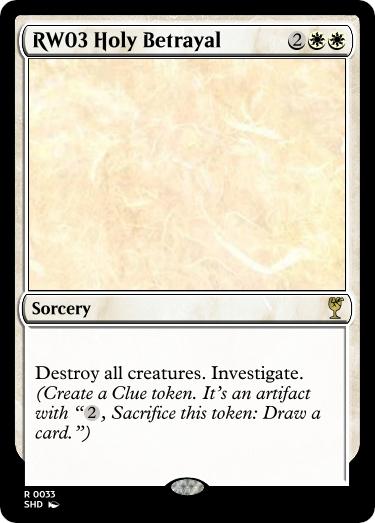 RW03 Holy Betrayal 2
Sorcery
Destroy all creatures. Investigate.
(Create a Clue token. It's an artifact
with “2, Sacrifice this token: Draw a
card.”)
R 0033
SHD